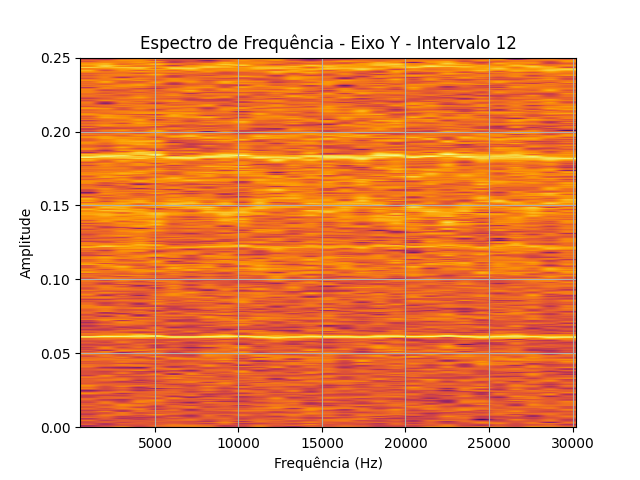 Espectro de Frequência - Eixo Y - Intervalo 12
0.25
0.20
0.15
0.10
0.05
0.00
Amplitude
5000 10000 15000 20000 25000 30000
Frequência (Hz)